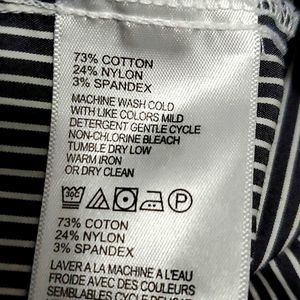 73% COTTON
24% NYLON
3% SPANDEX
MACHINE WASH COLD
WITH LIKE COLORS MILD
DETERGENT GENTLE CYCLE
NON-CHLORINE BLEACH
TUMBLE DRY LOW
WARM IRON
OR DRY CLEAN
73% COTON
24% NYLON
3% SPANDEX
LAVER A LA MACHINE A L'EAU
FROIDE AVEC DES COULEURS
SEMBLABLES CYCLE DELICAT